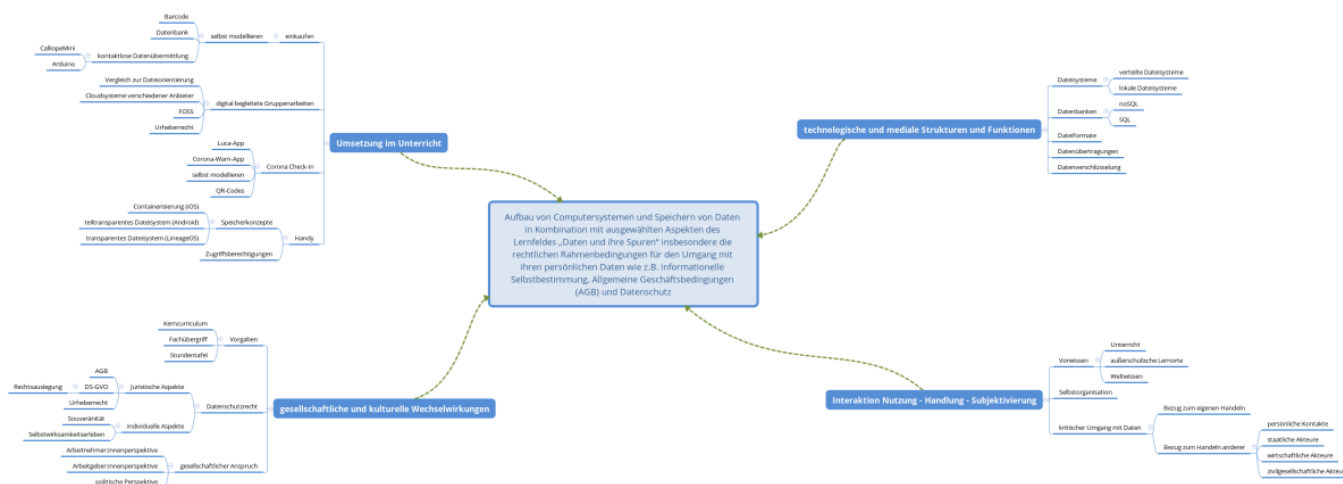 Barcode
Datenbank
selbst modellieren
einkaufen
CalliopeMini
kontaktlose Datenübermittlung
Arduino
Vergleich zur Dateiorientierung
Cloudsysteme verschiedener Anbieter
digital begleitete Gruppenarbeiten
FOSS
Urheberrecht
Umsetzung im Unterricht
Luca-App
Corona-Warn-App
Corona Check-In
selbst modellieren
QR-Codes
Containerisierung (iOS)
teiltransparentes Dateisystem (Android)
Speicherkonzepte
transparentes Dateisystem (LineageOS)
Handy
Zugriffsberechtigungen
technologische und mediale Strukturen und Funktionen
Dateisysteme
verteilte Dateisysteme
lokale Dateisysteme
Datenbanken
noSQL
SQL
Dateiformate
Datenübertragungen
Datenverschlüsselung
Aufbau von Computersystemen und Speichern von Daten
in Kombination mit ausgewählten Aspekten des
Lernfeldes „Daten und ihre Spuren“ insbesondere die
rechtlichen Rahmenbedingungen für den Umgang mit
ihren persönlichen Daten wie z.B. informationelle
Selbstbestimmung, Allgemeine Geschäftsbedingungen
(AGB) und Datenschutz
Kerncurriculum
Fachübergriff
Vorgaben
Stundentafel
AGB
Rechtsauslegung
DS-GVO
Juristische Aspekte
Urheberrecht
Datenschutzrecht
Souveränität
Individuelle Aspekte
Selbstwirksamkeitserleben
gesellschaftliche und kulturelle Wechselwirkungen
Arbeitnehmer:innenperspektive
Arbeitgeber:innenperspektive
gesellschaftlicher Anspruch
politische Perspektive
Interaktion Nutzung - Handlung - Subjektivierung
Vorwissen
Unterricht
außerschulische Lernorte
Weltwissen
Selbstorganisation
kritischer Umgang mit Daten
Bezug zum eigenen Handeln
Bezug zum Handeln anderer
persönliche Kontakte
staatliche Akteure
wirtschaftliche Akteure
zivilgesellschaftliche Akteu